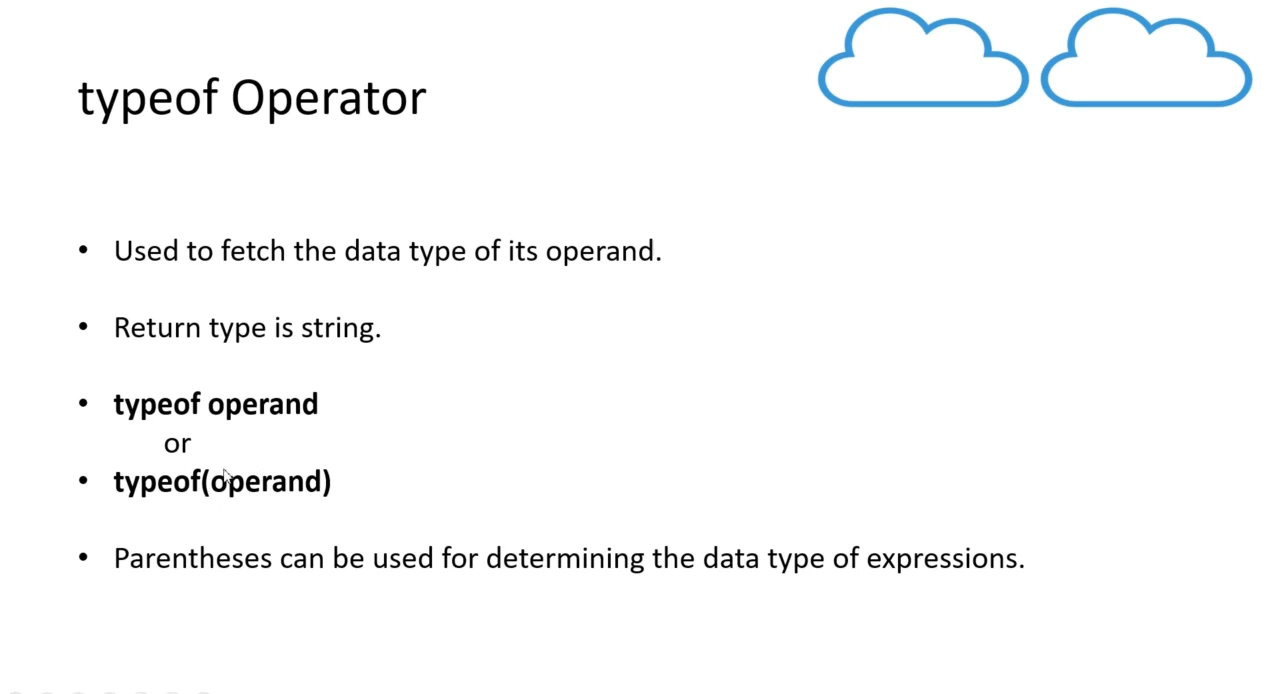 typeof Operator
• Used to fetch the data type of its operand.
• Return type is string.
• typeof operand
or
• typeof(operand)
• Parentheses can be used for determining the data type of expressions.